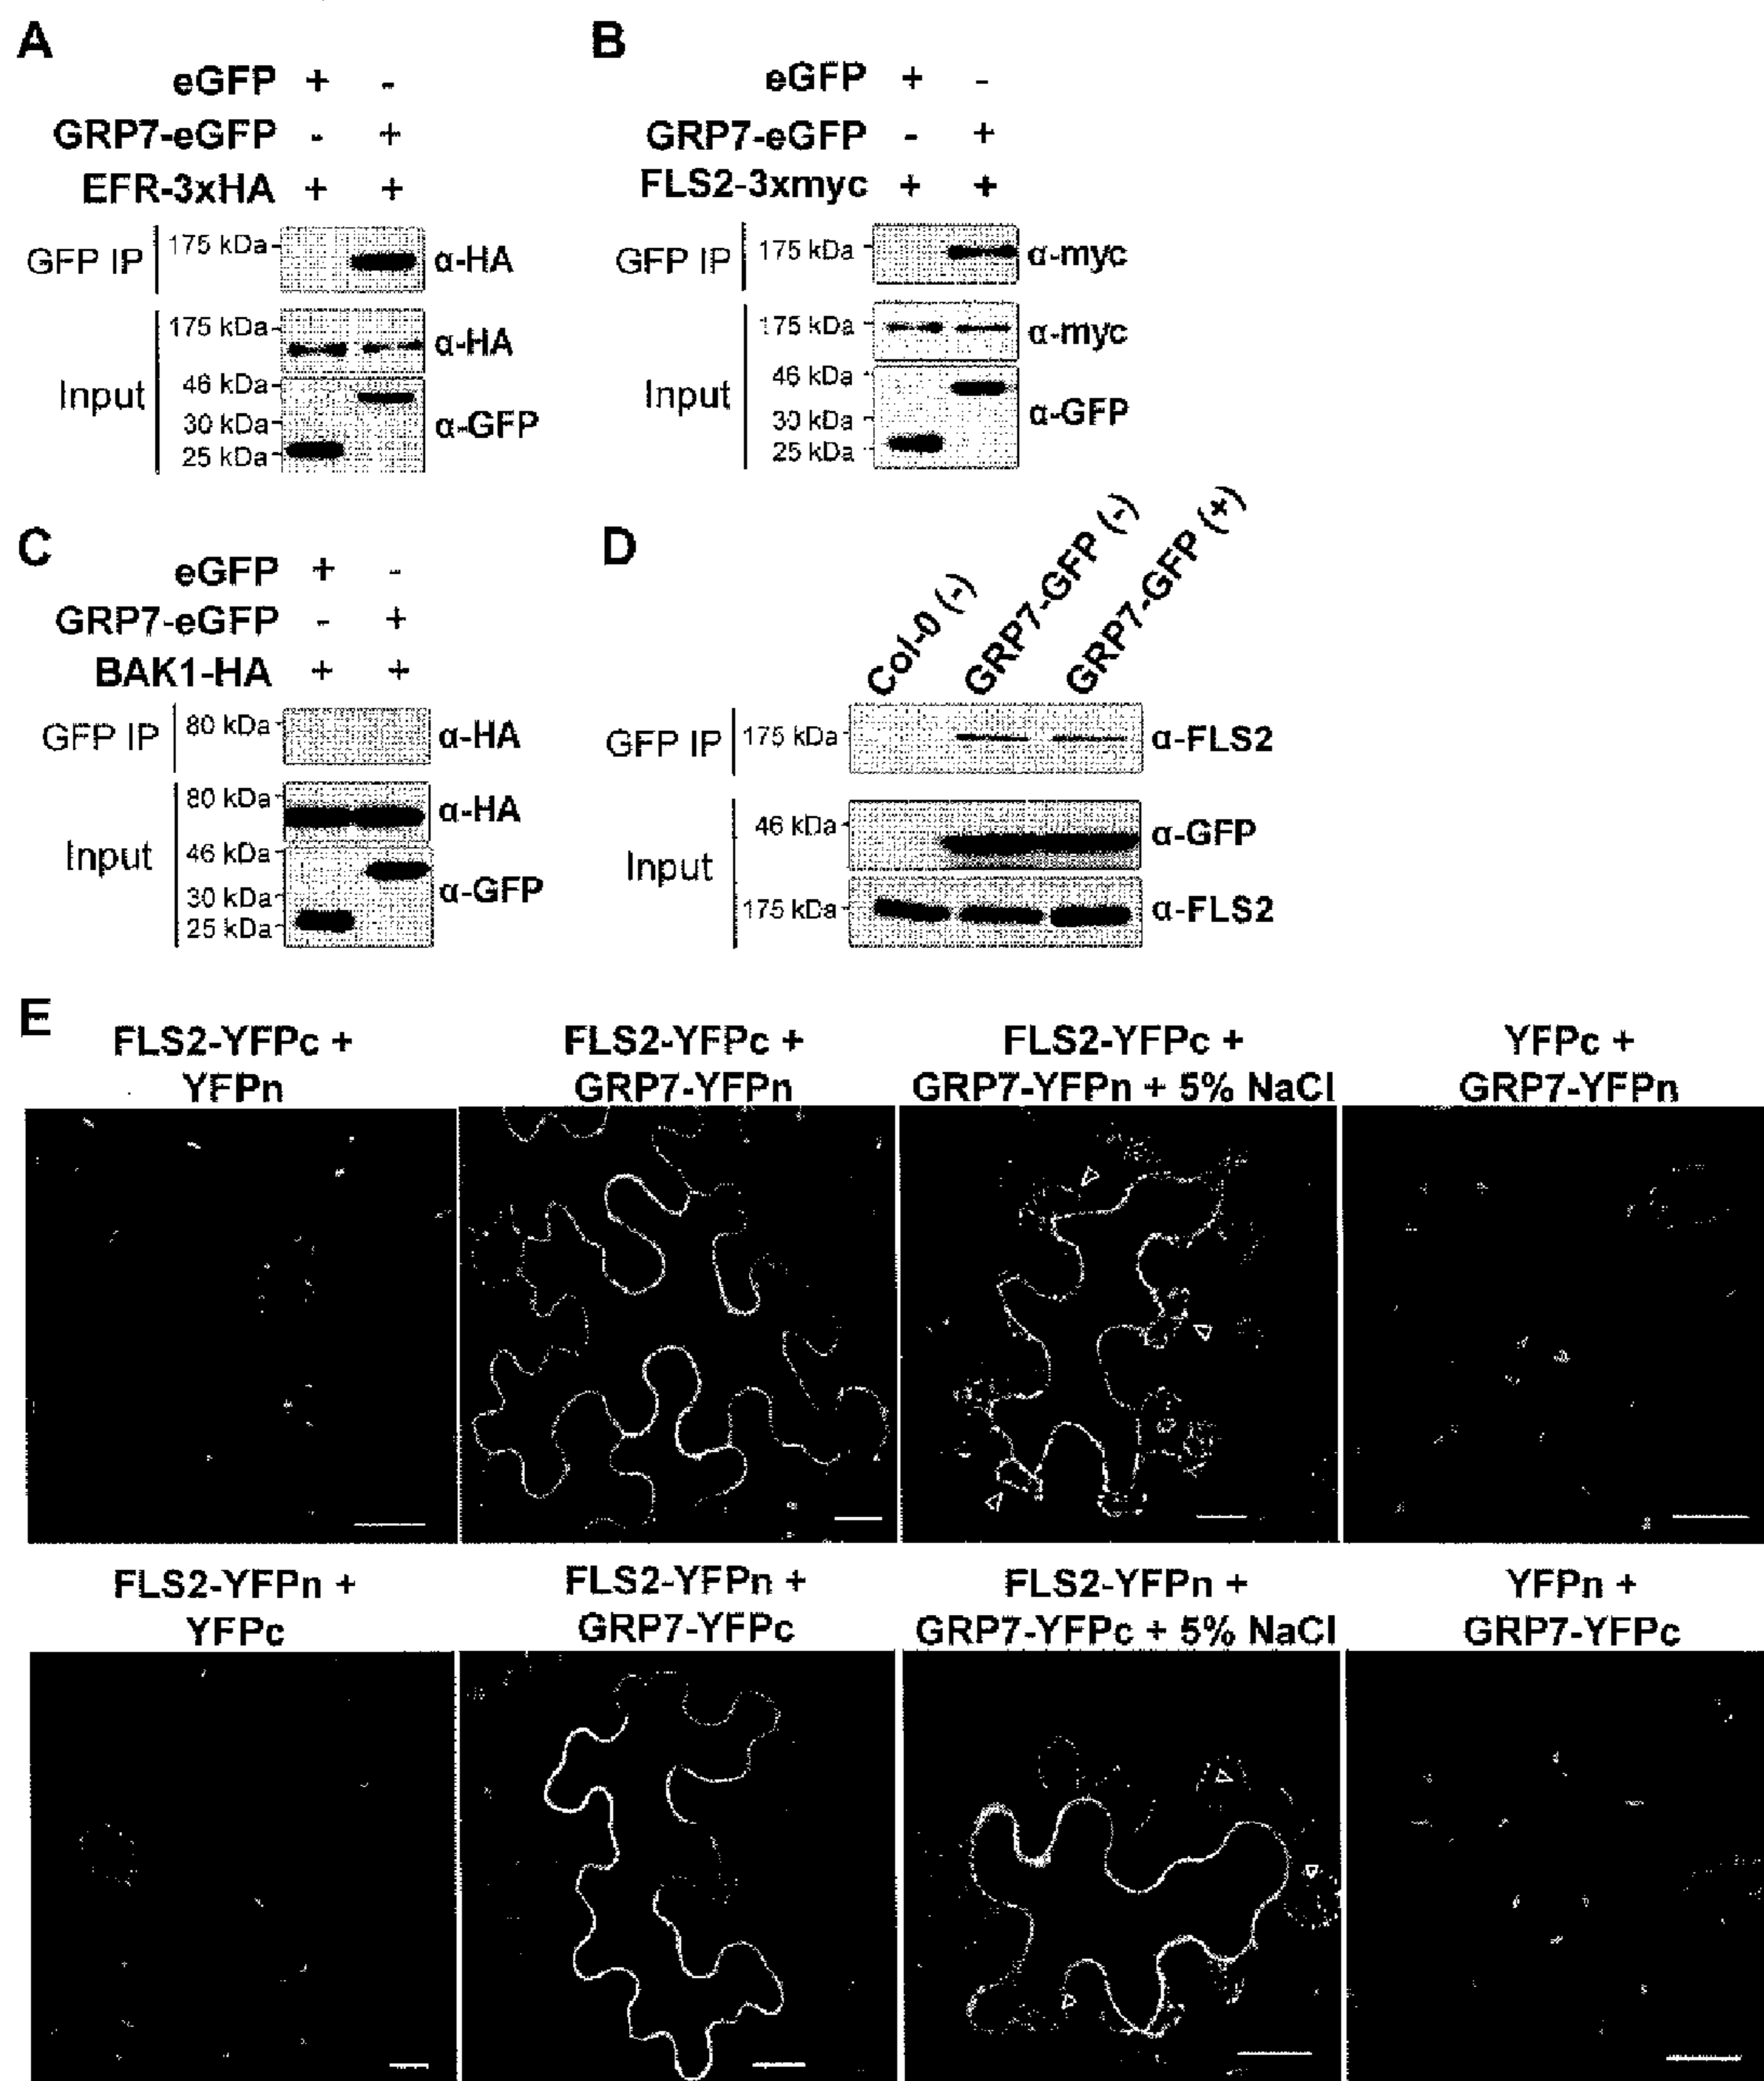 A
eGFP + -
GRP7-eGFP - +
EFR-3xHA + +
GFP IP
175 kDa
α-HA
Input
175 kDa
α-HA
46 kDa
30 kDa
25 kDa
α-GFP
B
eGFP + -
GRP7-eGFP - +
FLS2-3xmyc + +
GFP IP
175 kDa
α-myc
Input
175 kDa
α-myc
46 kDa
30 kDa
25 kDa
α-GFP
C
eGFP + -
GRP7-eGFP - +
BAK1-HA + +
GFP IP
80 kDa
α-HA
Input
80 kDa
α-HA
46 kDa
30 kDa
25 kDa
α-GFP
D
Col-0 (-)
GRP7-GFP (-)
GRP7-GFP (+)
GFP IP
175 kDa
α-FLS2
Input
46 kDa
α-GFP
175 kDa
α-FLS2
E
FLS2-YFPc +
YFPn
FLS2-YFPc +
GRP7-YFPn
FLS2-YFPc +
GRP7-YFPn + 5% NaCl
YFPc +
GRP7-YFPn
FLS2-YFPn +
YFPc
FLS2-YFPn +
GRP7-YFPc
FLS2-YFPn +
GRP7-YFPc + 5% NaCl
YFPn +
GRP7-YFPc